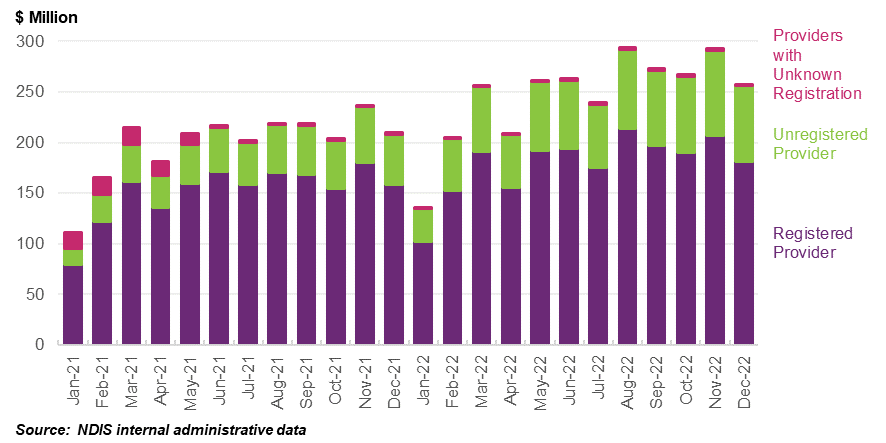 $ Million
300
250
200
150
100
50
0
Jan-21
Feb-21
Mar-21
Apr-21
May-21
Jun-21
Jul-21
Aug-21
Sep-21
Oct-21
Nov-21
Dec-21
Jan-22
Feb-22
Mar-22
Apr-22
May-22
Jun-22
Jul-22
Aug-22
Sep-22
Oct-22
Nov-22
Dec-22
Providers
with
Unknown
Registration
Unregistered
Provider
Registered
Provider
Source:  NDIS internal administrative data